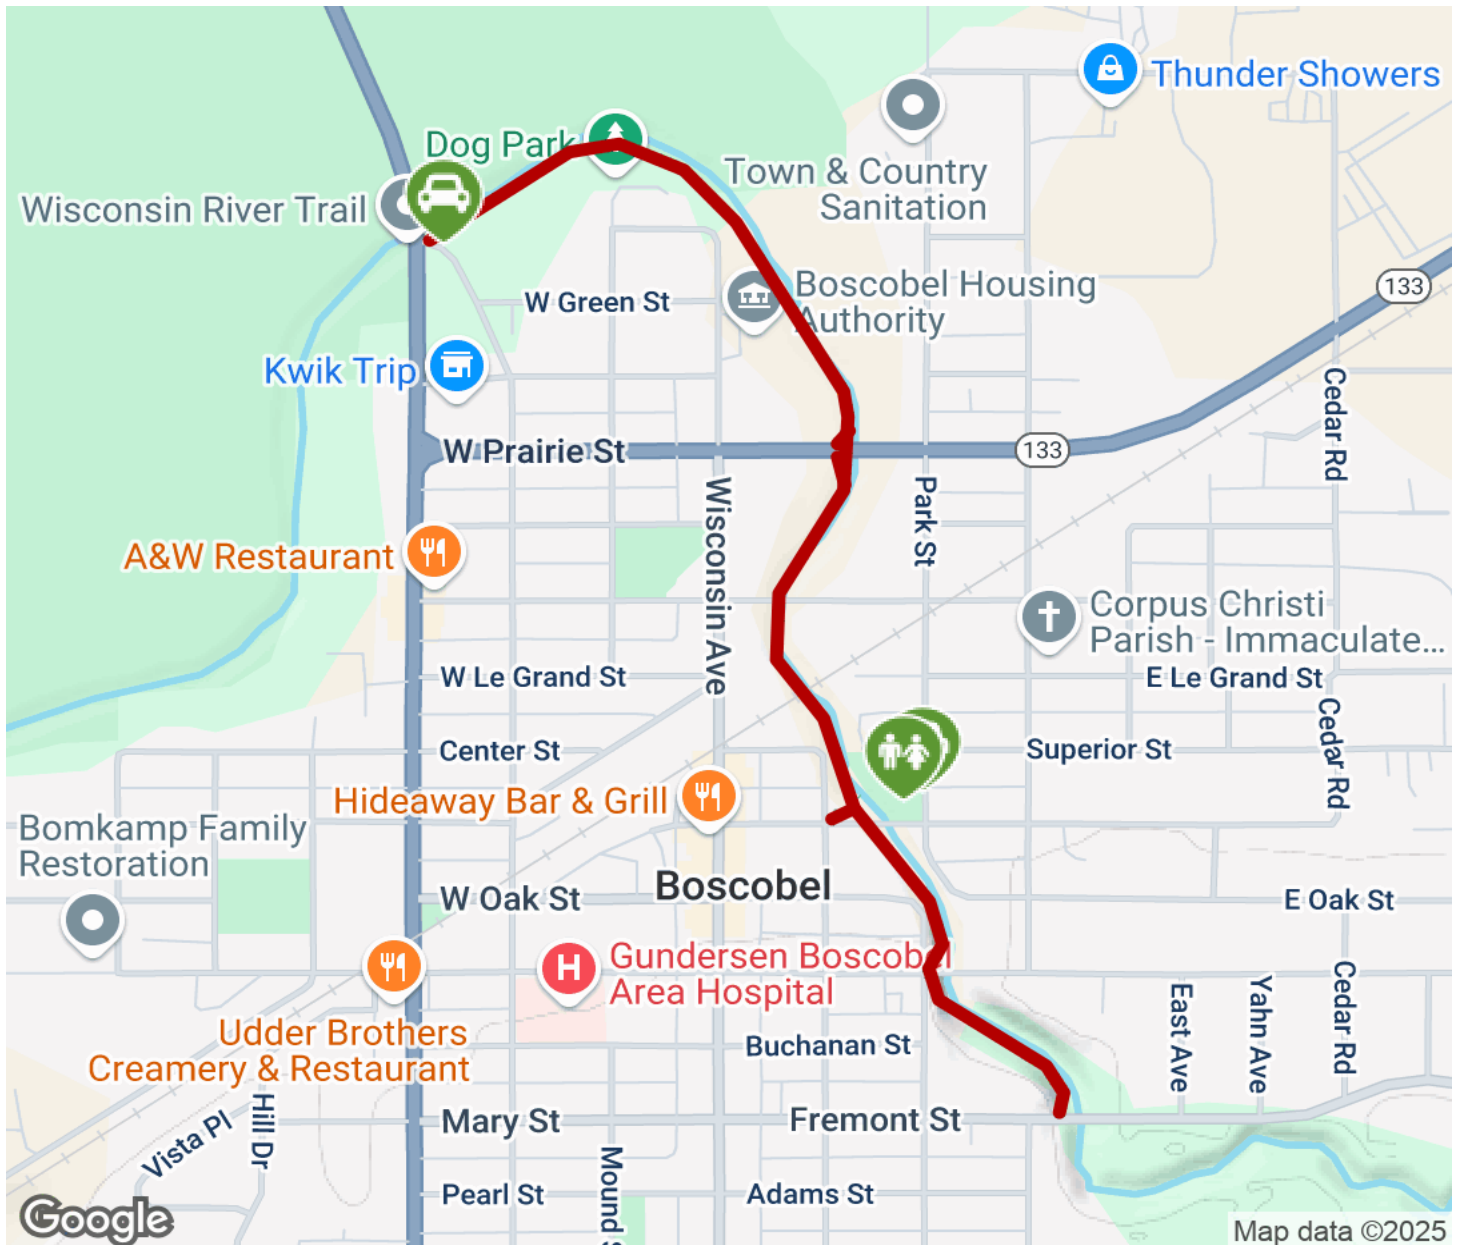 Thunder Showers
Dog Park
Town & Country
Sanitation
Wisconsin River Trail
Boscobel Housing
Authority
133
W Green St
Kwik Trip
Cedar Rd
W Prairie St
133
Wisconsin Ave
Park St
A&W Restaurant
Corpus Christi
Parish - Immaculate...
W Le Grand St
E Le Grand St
Cedar Rd
Center St
Superior St
Hideaway Bar & Grill
Bomkamp Family
Restoration
Boscobel
W Oak St
E Oak St
H
Gundersen Boscobel
Area Hospital
Cedar Rd
East Ave
Yahn Ave
Udder Brothers
Creamery & Restaurant
Buchanan St
Hill Dr
Vista Pl
Mary St
Fremont St
Mound S
Pearl St
Adams St
Google
Map data ©2025